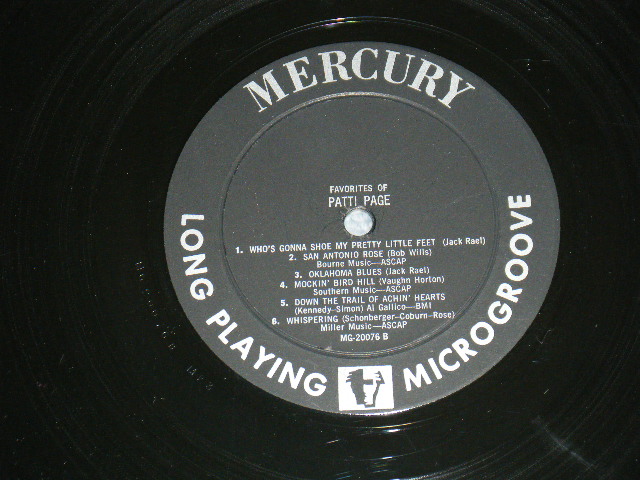 MERCURY
FAVORITES OF
PATTI PAGE
1. WHO'S GONNA SHOE MY PRETTY LITTLE FEET (Jack Rael)
2. SAN ANTONIO ROSE (Bob Wills)
Bourne Music—ASCAP
3. OKLAHOMA BLUES (Jack Rael)
4. MOCKIN' BIRD HILL (Vaughn Horton)
Southern Music—ASCAP
5. DOWN THE TRAIL OF ACHIN' HEARTS
(Kennedy-Simon) Al Gallico—BMI
6. WHISPERING (Schonberger-Coburn-Rose)
Miller Music—ASCAP
MG-20076 B
LONG PLAYING MICROGROOVE